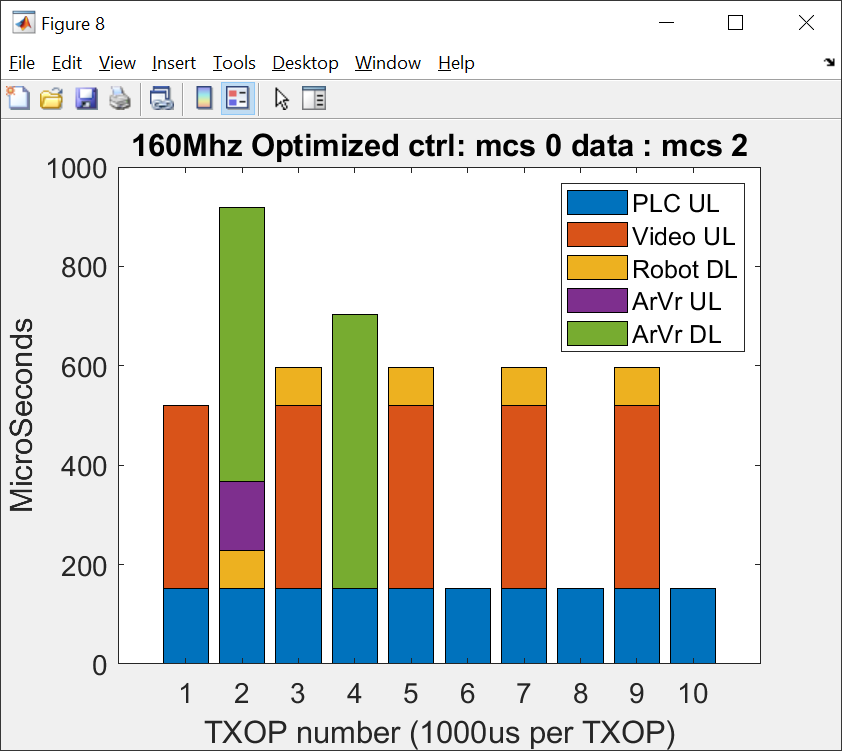 Figure 8
File Edit View Insert Tools Desktop Window Help
160Mhz Optimized ctrl: mcs 0 data : mcs 2
1000
800
600
400
200
0
MicroSeconds
PLC UL
Video UL
Robot DL
ArVr UL
ArVr DL
1 2 3 4 5 6 7 8 9 10
TXOP number (1000us per TXOP)